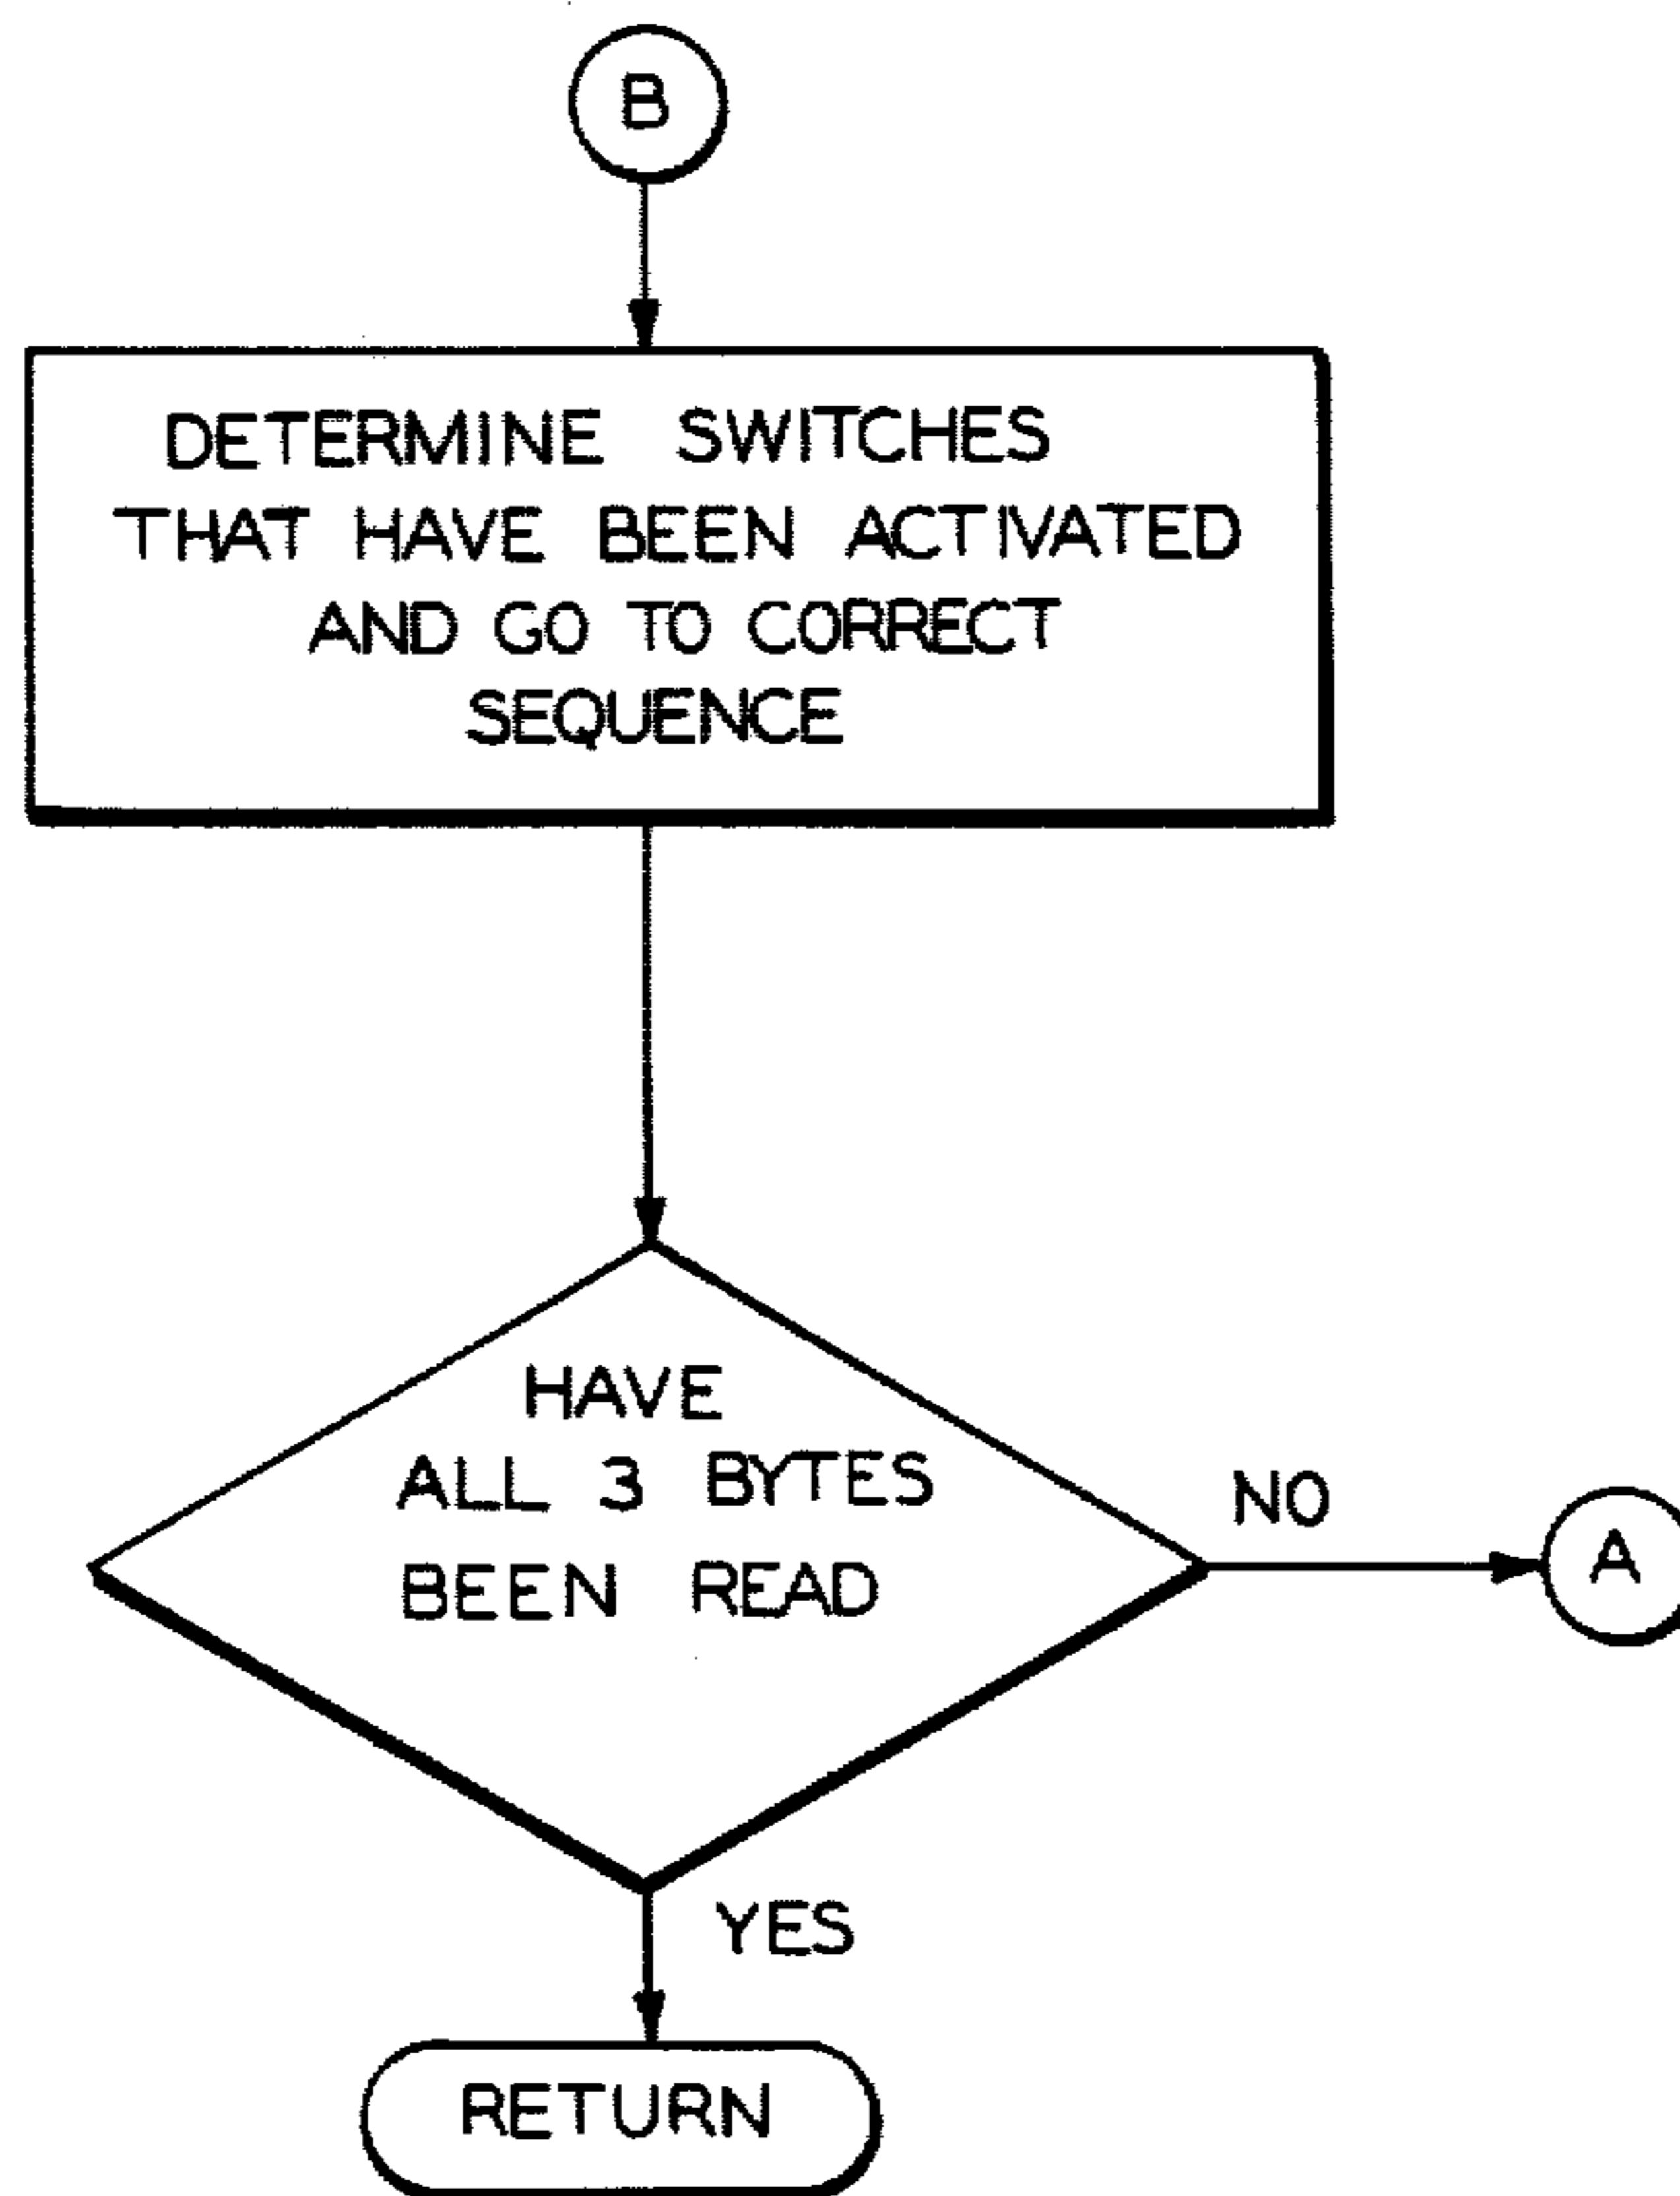 B
DETERMINE SWITCHES
THAT HAVE BEEN ACTIVATED
AND GO TO CORRECT
SEQUENCE
HAVE
ALL 3 BYTES
BEEN READ
NO
A
YES
RETURN